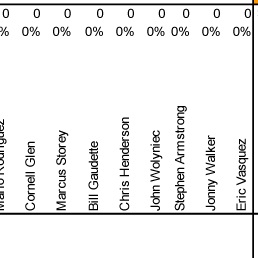 0 0 0 0 0 0 0 0 0
% 0% 0% 0% 0% 0% 0% 0% 0%
Cornell Glen
Marcus Storey
Bill Gaudette
Chris Henderson
John Wolyniec
Stephen Armstrong
Jonny Walker
Eric Vasquez